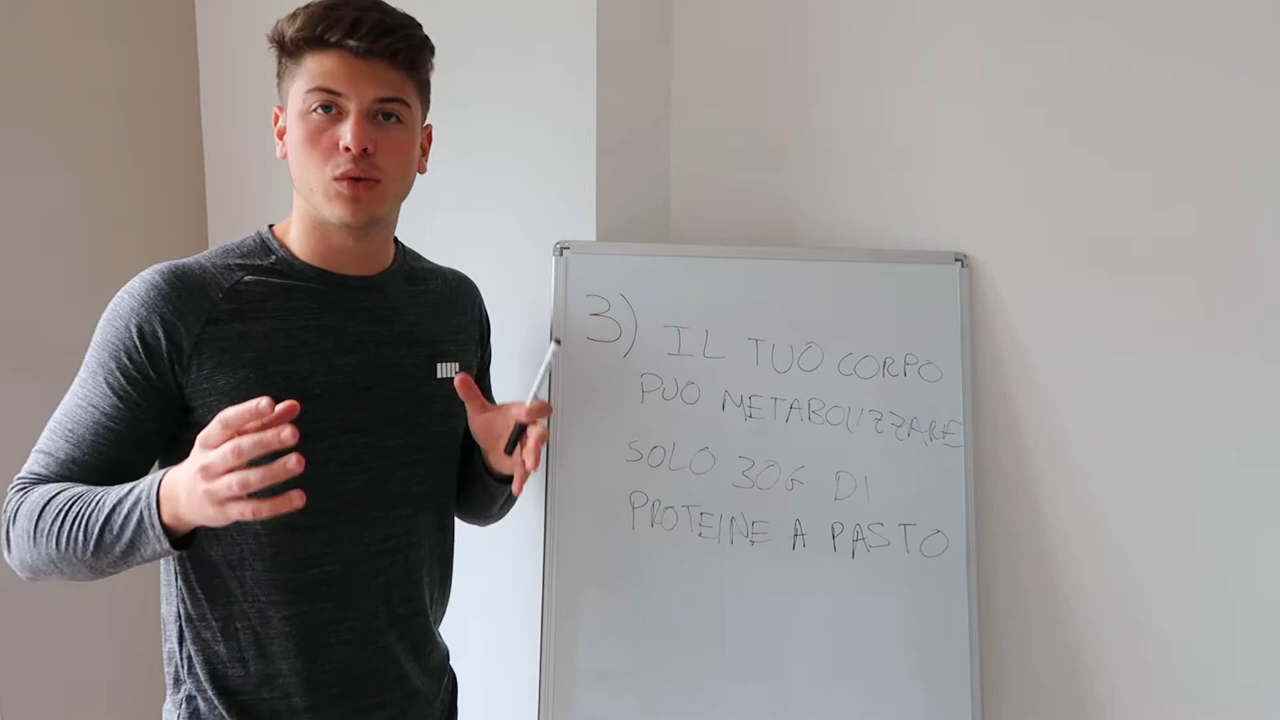 3) IL TUO CORPO
PUO METABOLIZZARE
SOLO 30G DI
PROTEINE A PASTO